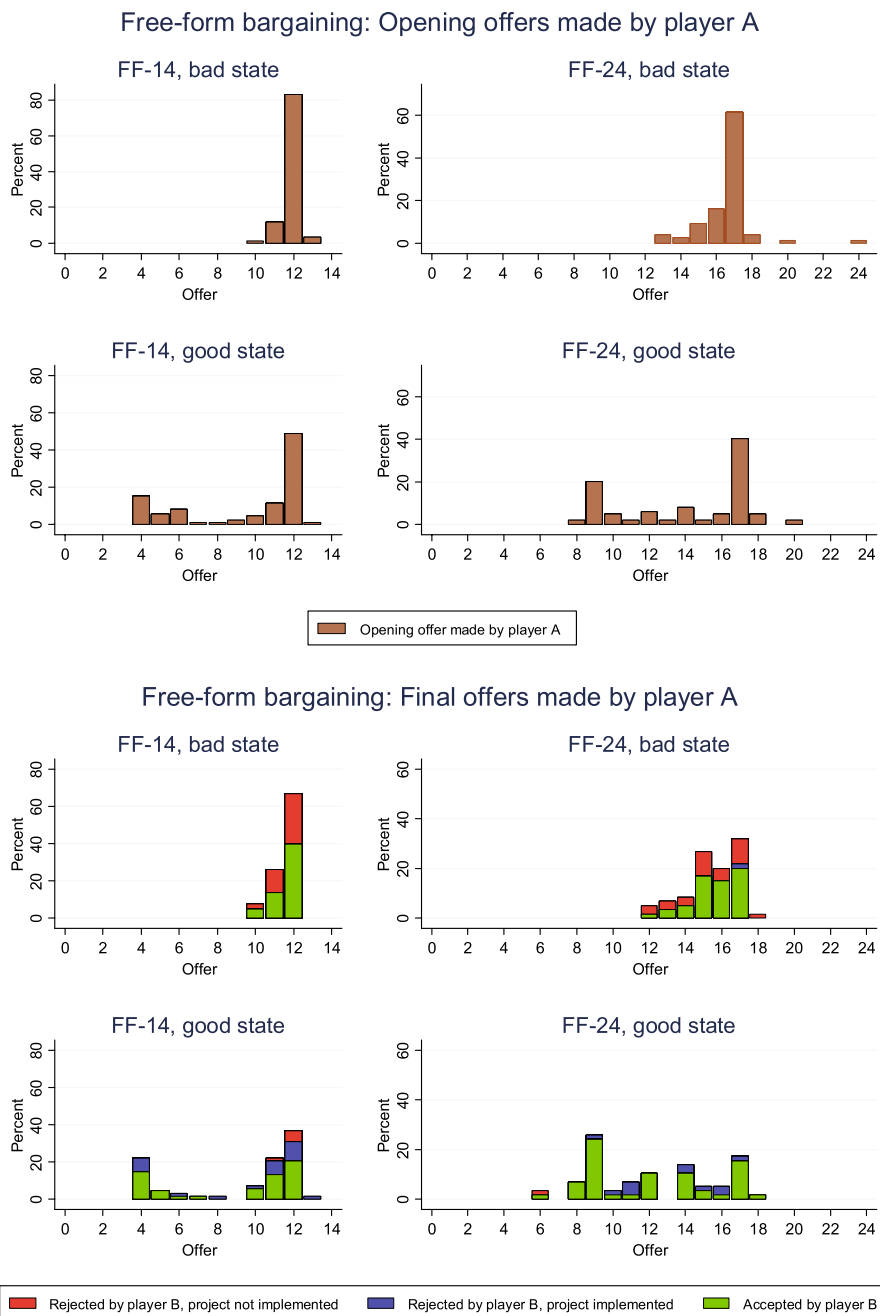 Free-form bargaining: Opening offers made by player A
FF-14, bad state
Percent
0 20 40 60 80
0 2 4 6 8 10 12 14
Offer
FF-24, bad state
Percent
0 20 40 60
0 2 4 6 8 10 12 14 16 18 20 22 24
Offer
FF-14, good state
Percent
0 20 40 60 80
0 2 4 6 8 10 12 14
Offer
FF-24, good state
Percent
0 20 40 60
0 2 4 6 8 10 12 14 16 18 20 22 24
Offer
Opening offer made by player A
Free-form bargaining: Final offers made by player A
FF-14, bad state
Percent
0 20 40 60 80
0 2 4 6 8 10 12 14
Offer
FF-24, bad state
Percent
0 20 40 60
0 2 4 6 8 10 12 14 16 18 20 22 24
Offer
FF-14, good state
Percent
0 20 40 60 80
0 2 4 6 8 10 12 14
Offer
FF-24, good state
Percent
0 20 40 60
0 2 4 6 8 10 12 14 16 18 20 22 24
Offer
Rejected by player B, project not implemented
Rejected by player B, project implemented
Accepted by player B